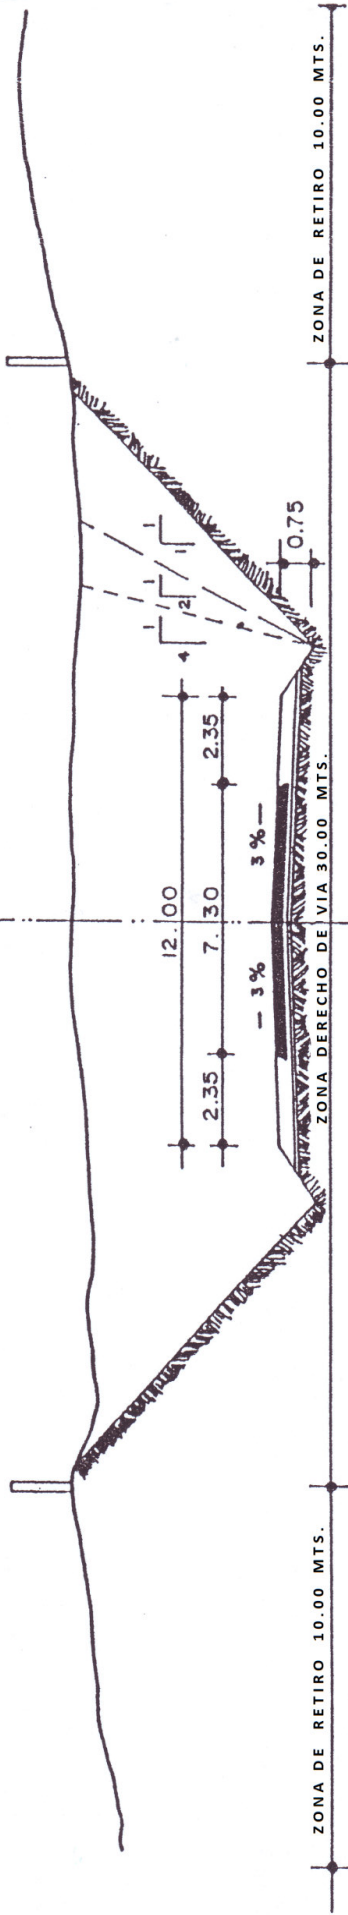 1 1 1
12.00
4 2 1
2.35 7.30 2.35
— 3% 3% —
0.75
ZONA DE RETIRO 10.00 MTS. ZONA DERECHO DE VIA 30.00 MTS. ZONA DE RETIRO 10.00 MTS.